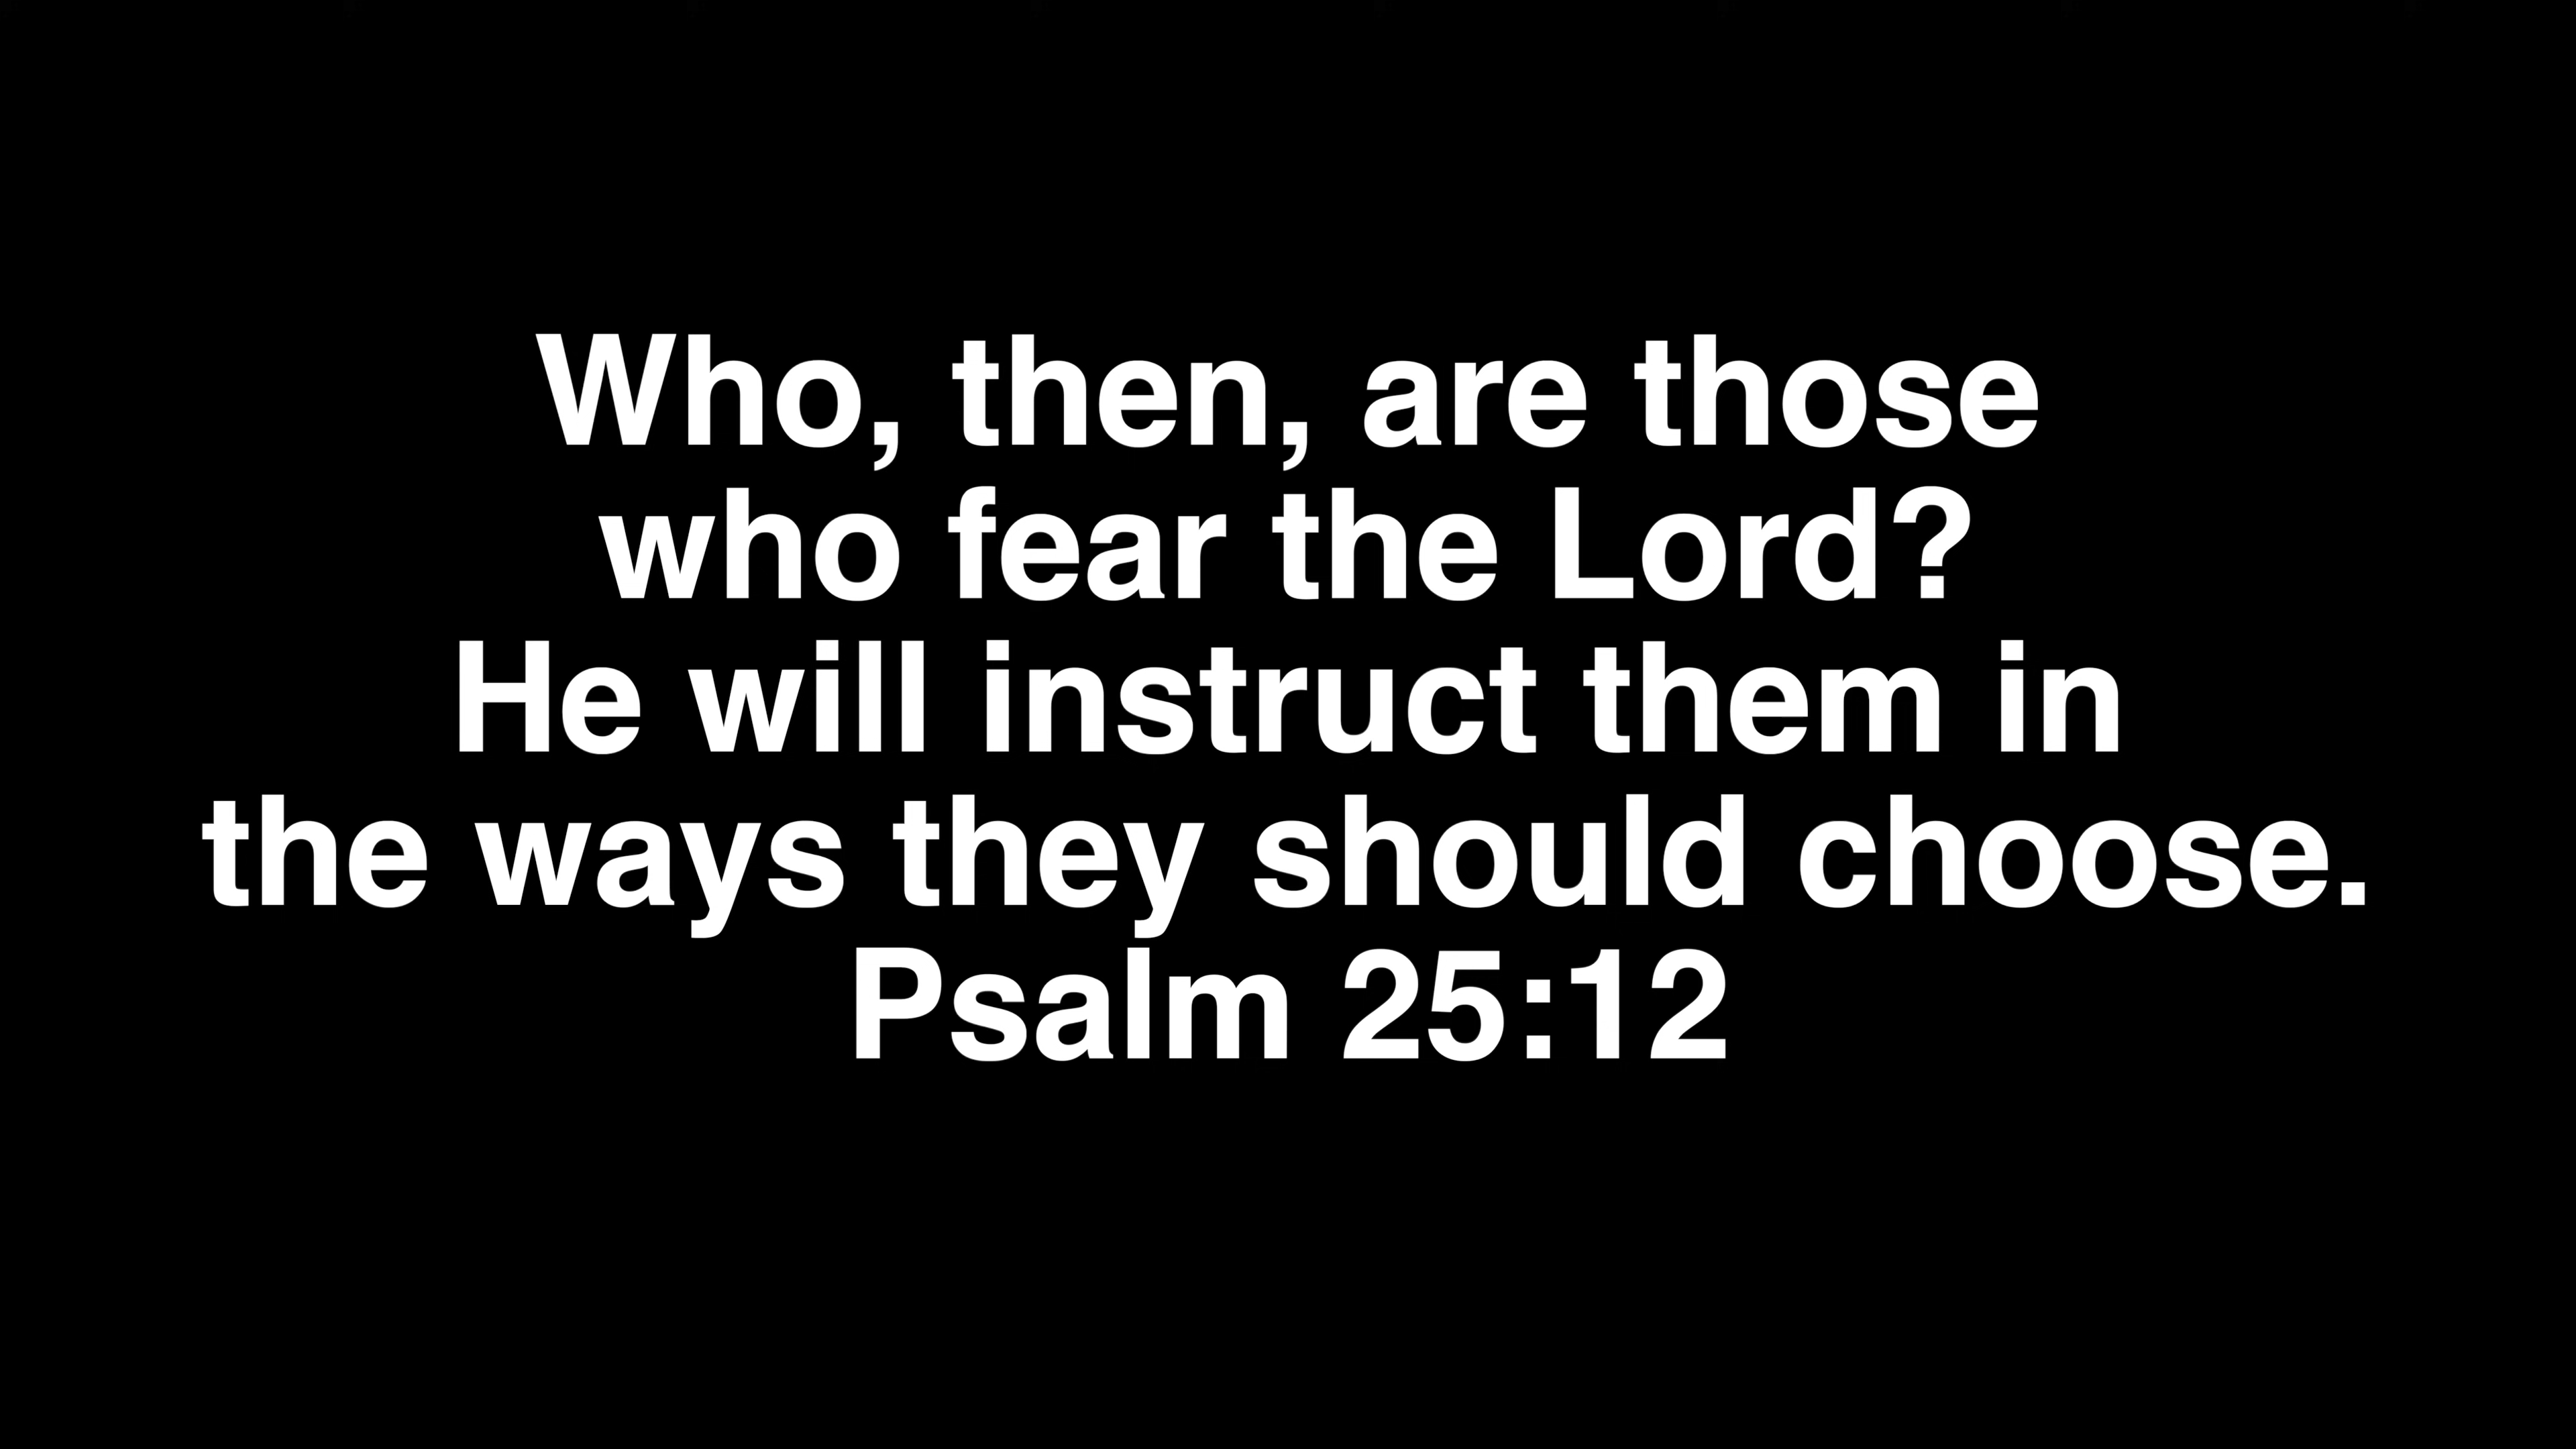 Who, then, are those
who fear the Lord?
He will instruct them in
the ways they should choose.
Psalm 25:12